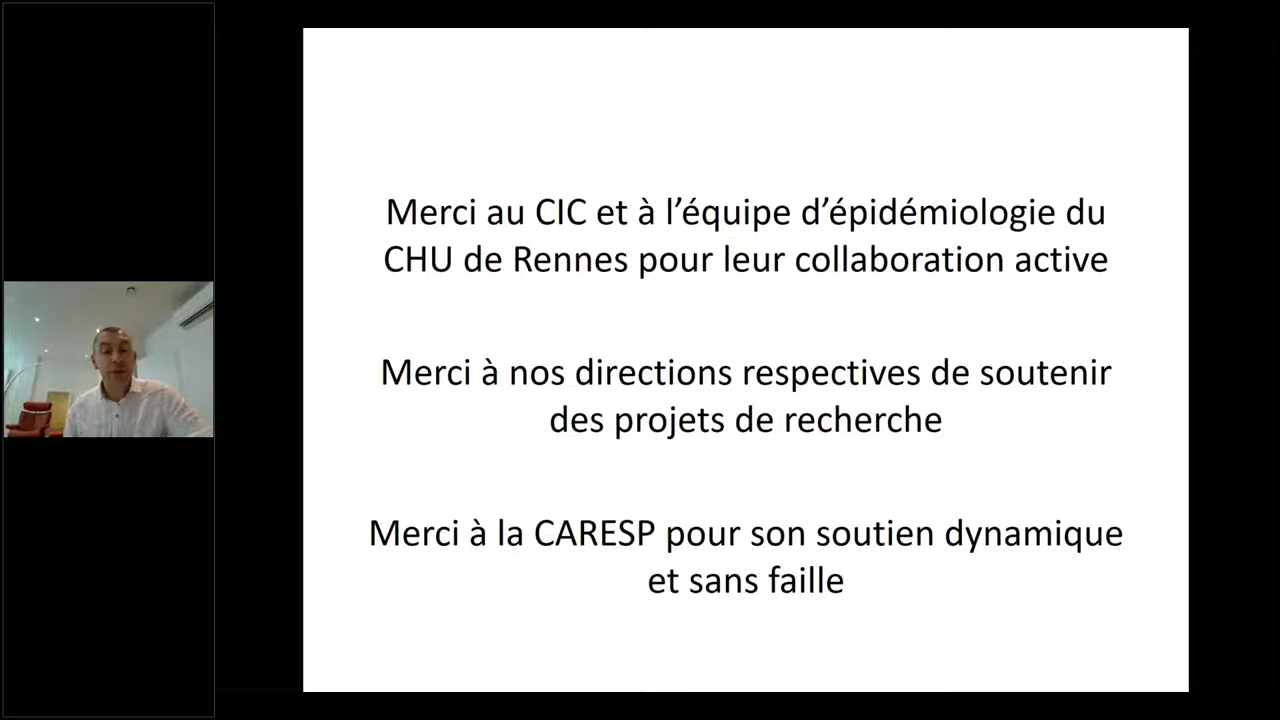 Merci au CIC et à l’équipe d’épidémiologie du
CHU de Rennes pour leur collaboration active
Merci à nos directions respectives de soutenir
des projets de recherche
Merci à la CARESP pour son soutien dynamique
et sans faille